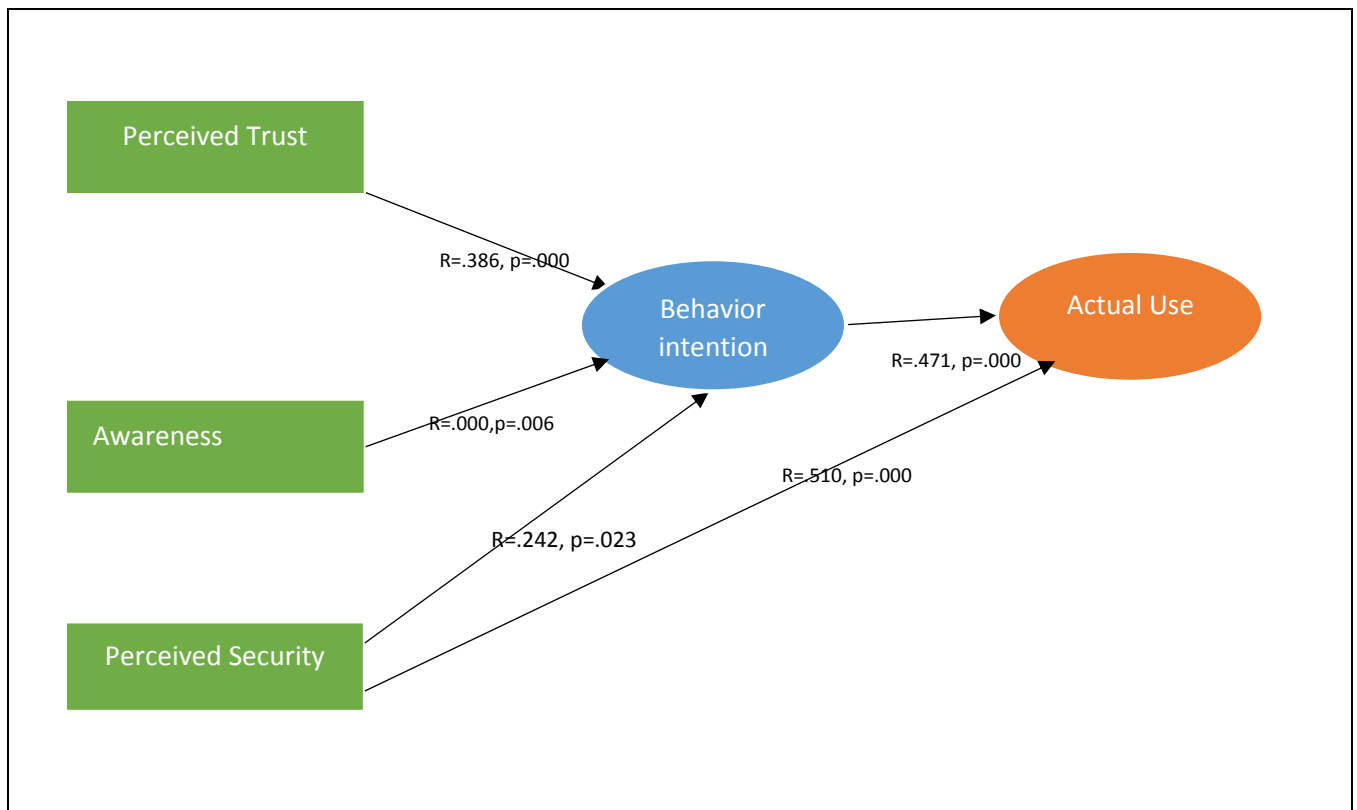 Perceived Trust
R=.386, p=.000
Behavior
intention
Actual Use
R=.471, p=.000
Awareness
R=.000,p=.006
R=.510, p=.000
R=.242, p=.023
Perceived Security